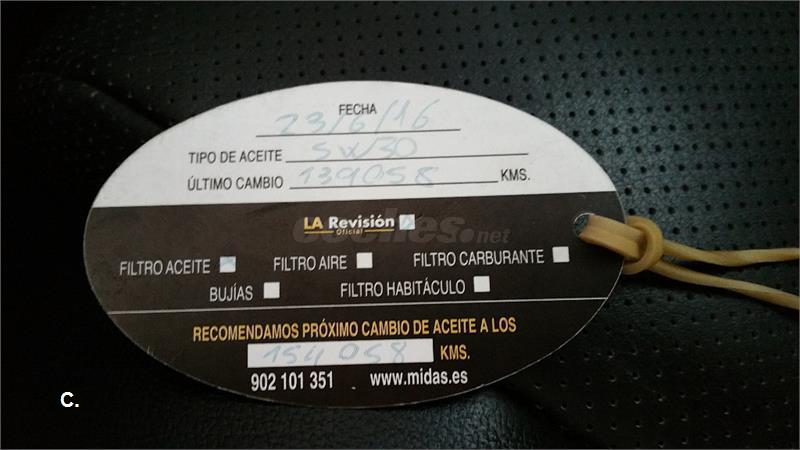 FECHA 23/6/16
TIPO DE ACEITE 5W30
ÚLTIMO CAMBIO 139058 KMS.
LA Revisión
Oficial
coches.net
FILTRO ACEITE FILTRO AIRE FILTRO CARBURANTE
BUJÍAS FILTRO HABITÁCULO
RECOMENDAMOS PRÓXIMO CAMBIO DE ACEITE A LOS
154058 KMS.
902 101 351 www.midas.es
C.